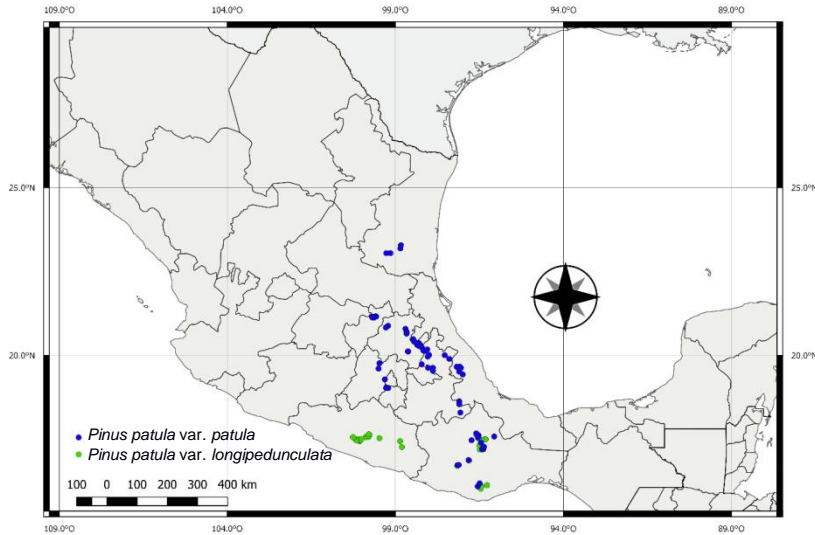 109.0°O 104.0°O 99.0°O 94.0°O 89.0°O
25.0°N 25.0°N
20.0°N 20.0°N
Pinus patula var. patula
Pinus patula var. longipedunculata
100 0 100 200 300 400 km
109.0°O 104.0°O 99.0°O 94.0°O 89.0°O